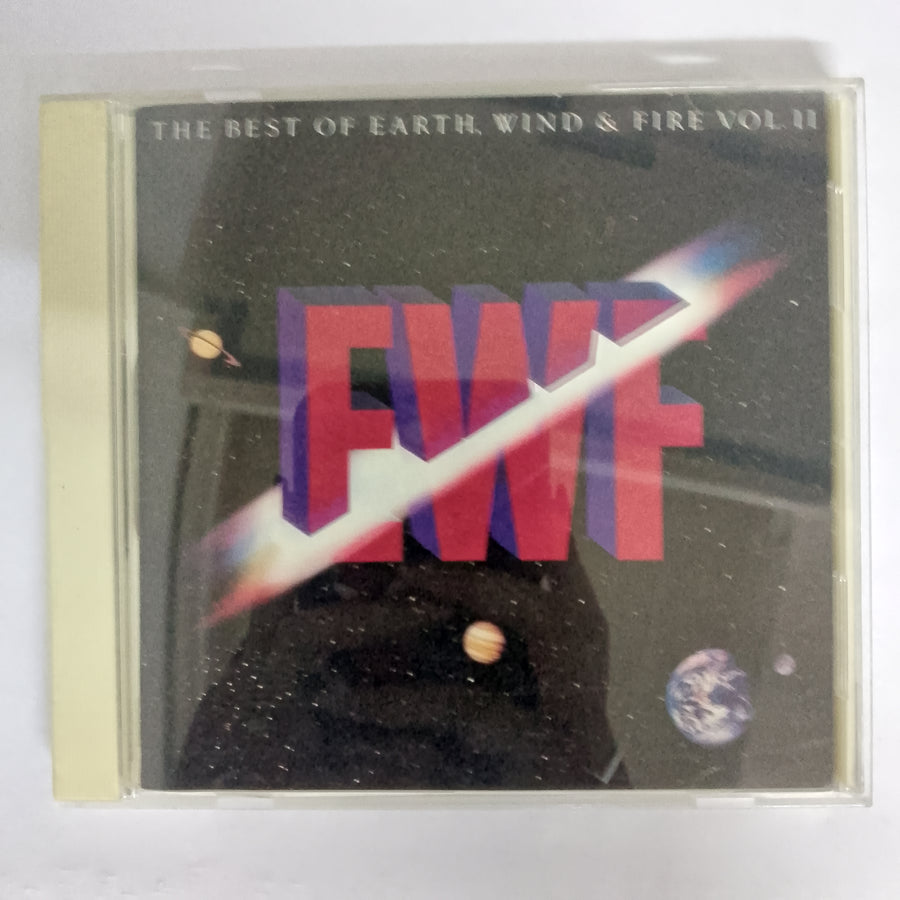 THE BEST OF EARTH, WIND & FIRE VOL. II
EWF